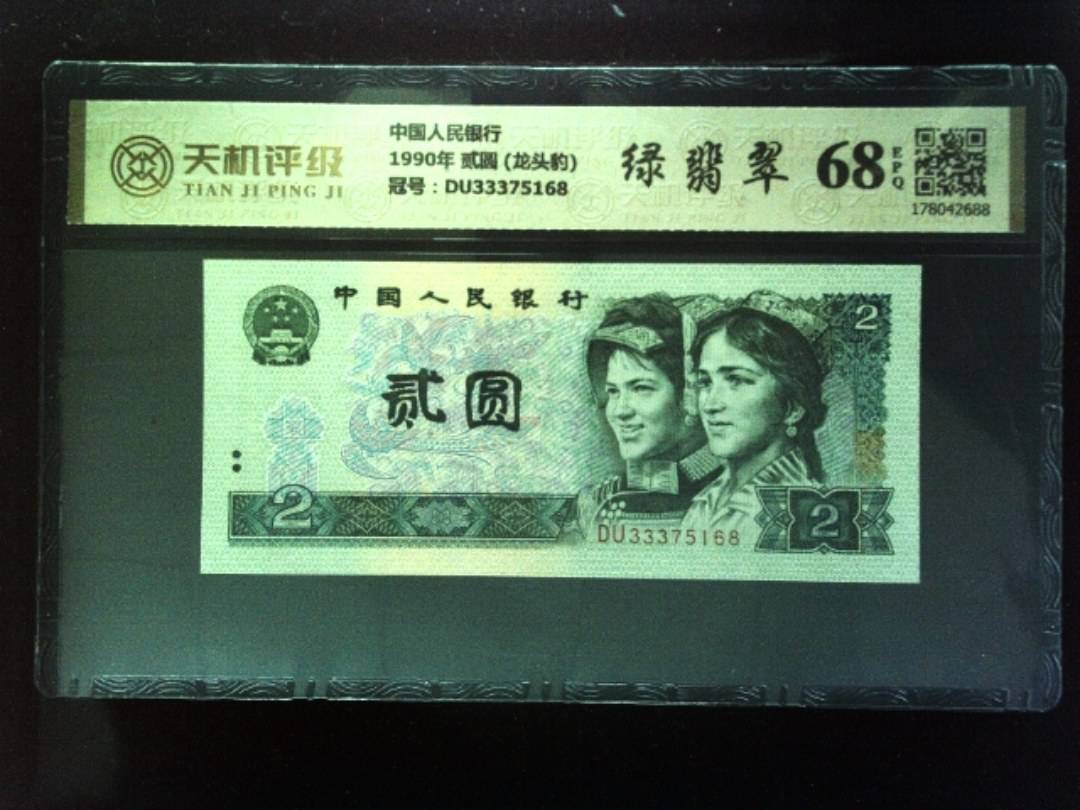 天机评级
TIAN JI PING JI
中国人民银行
1990年 贰圆 (龙头豹)
冠号：DU33375168
绿翡翠
68
EPQ
178042688
中国人民银行
2
贰圆
2
DU33375168
2